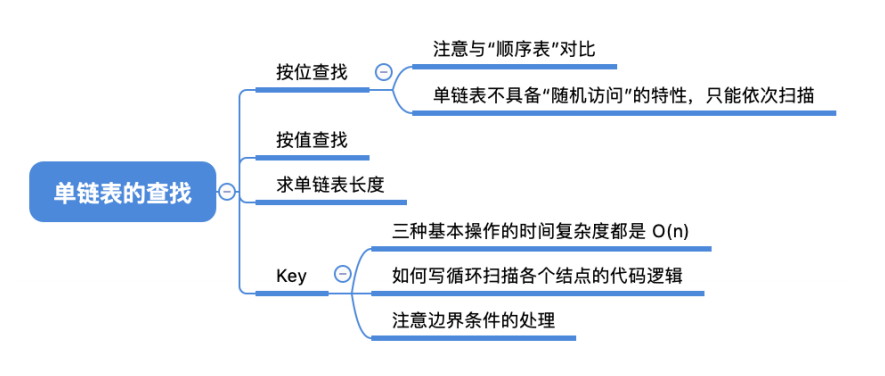 单链表的查找
按位查找
注意与“顺序表”对比
单链表不具备“随机访问”的特性，只能依次扫描
按值查找
求单链表长度
Key
三种基本操作的时间复杂度都是 O(n)
如何写循环扫描各个结点的代码逻辑
注意边界条件的处理